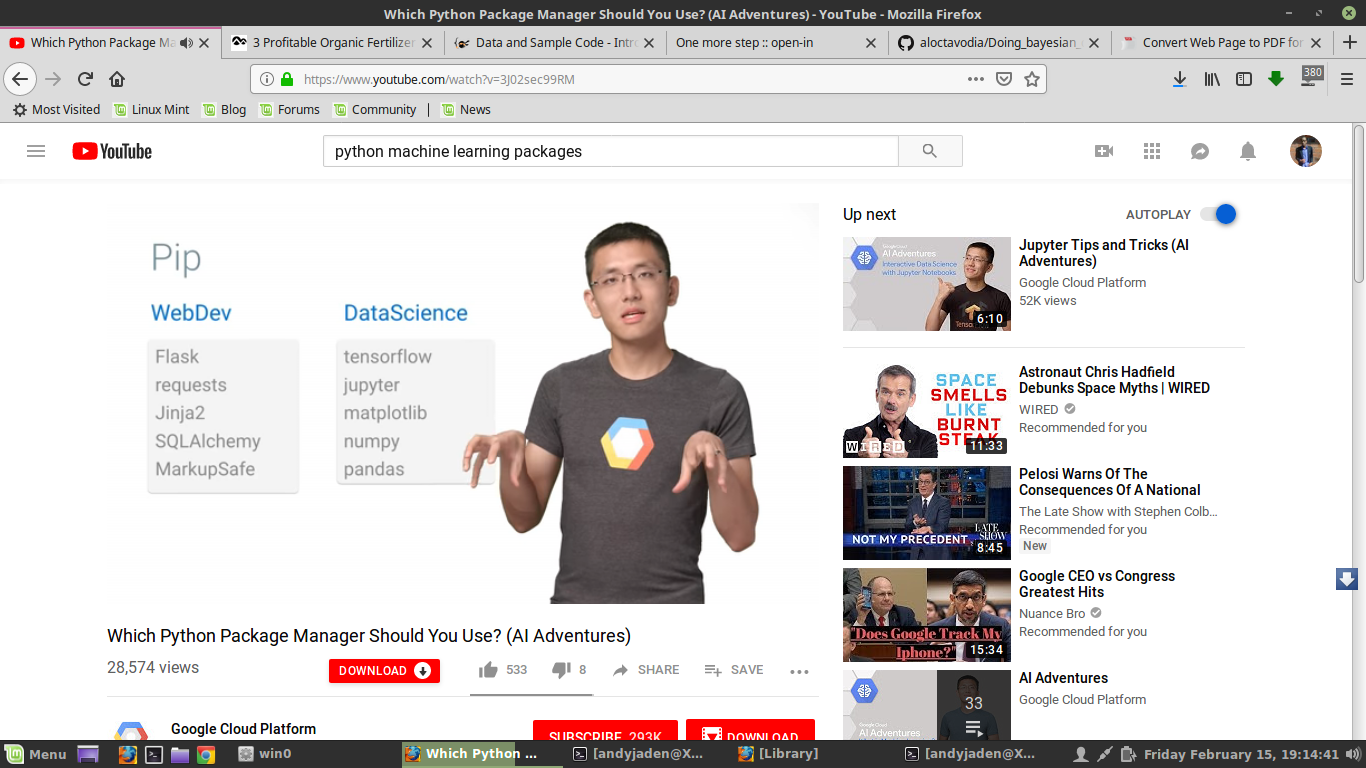 Which Python Package Manager Should You Use? (AI Adventures) - YouTube - Mozilla Firefox
Which Python Package Ma
3 Profitable Organic Fertilizer
Data and Sample Code - Intro
One more step :: open-in
aloctavodia/Doing_bayesian_
Convert Web Page to PDF for
https://www.youtube.com/watch?v=3J02sec99RM
380
Most Visited
Linux Mint
Blog
Forums
Community
News
YouTube
python machine learning packages
Pip
WebDev
Flask
requests
Jinja2
SQLAlchemy
MarkupSafe
DataScience
tensorflow
jupyter
matplotlib
numpy
pandas
Which Python Package Manager Should You Use? (AI Adventures)
28,574 views
DOWNLOAD
533
8
SHARE
SAVE
Google Cloud Platform
SUBSCRIBE 293K
DOWNLOAD
Up next
AUTOPLAY
AI Adventures
Interactive Data Science
with Jupyter Notebooks
6:10
Jupyter Tips and Tricks (AI
Adventures)
Google Cloud Platform
52K views
SPACE
SMELLS
LIKE
BURNT
STEAK
WIRED
11:33
Astronaut Chris Hadfield
Debunks Space Myths | WIRED
WIRED
Recommended for you
LATE
SHOW
NOT MY PRECEDENT
8:45
Pelosi Warns Of The
Consequences Of A National
The Late Show with Stephen Colb...
Recommended for you
New
"Does Google Track My
Iphone?"
15:34
Google CEO vs Congress
Greatest Hits
Nuance Bro
Recommended for you
33
AI Adventures
AI Adventures
Google Cloud Platform
Menu
win0
Which Python ...
[andyjaden@X...
[Library]
[andyjaden@X...
Friday February 15, 19:14:41